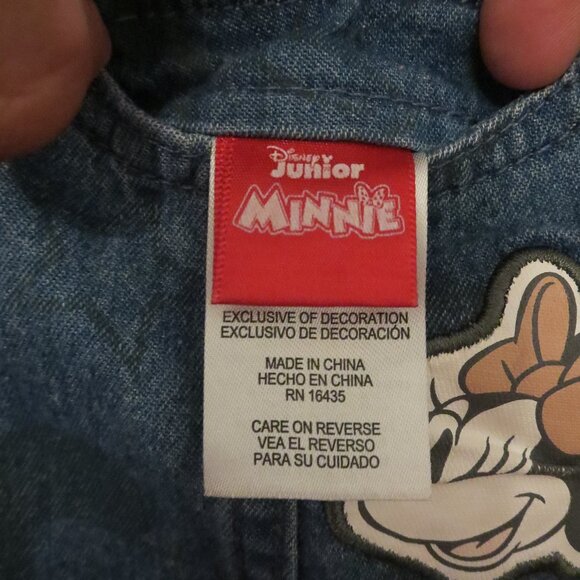 Disney
Junior
MINNIE
EXCLUSIVE OF DECORATION
EXCLUSIVO DE DECORACIÓN
MADE IN CHINA
HECHO EN CHINA
RN 16435
CARE ON REVERSE
VEA EL REVERSO
PARA SU CUIDADO